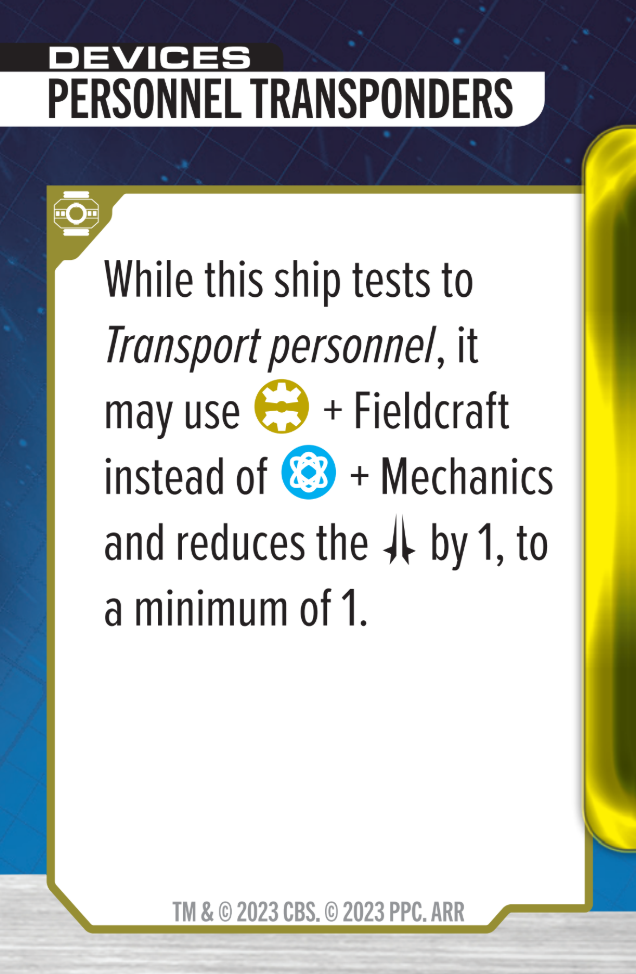 DEVICES
PERSONNEL TRANSPONDERS
While this ship tests to
Transport personnel, it
may use + Fieldcraft
instead of + Mechanics
and reduces the by 1, to
a minimum of 1.
TM & © 2023 CBS. © 2023 PPC. ARR